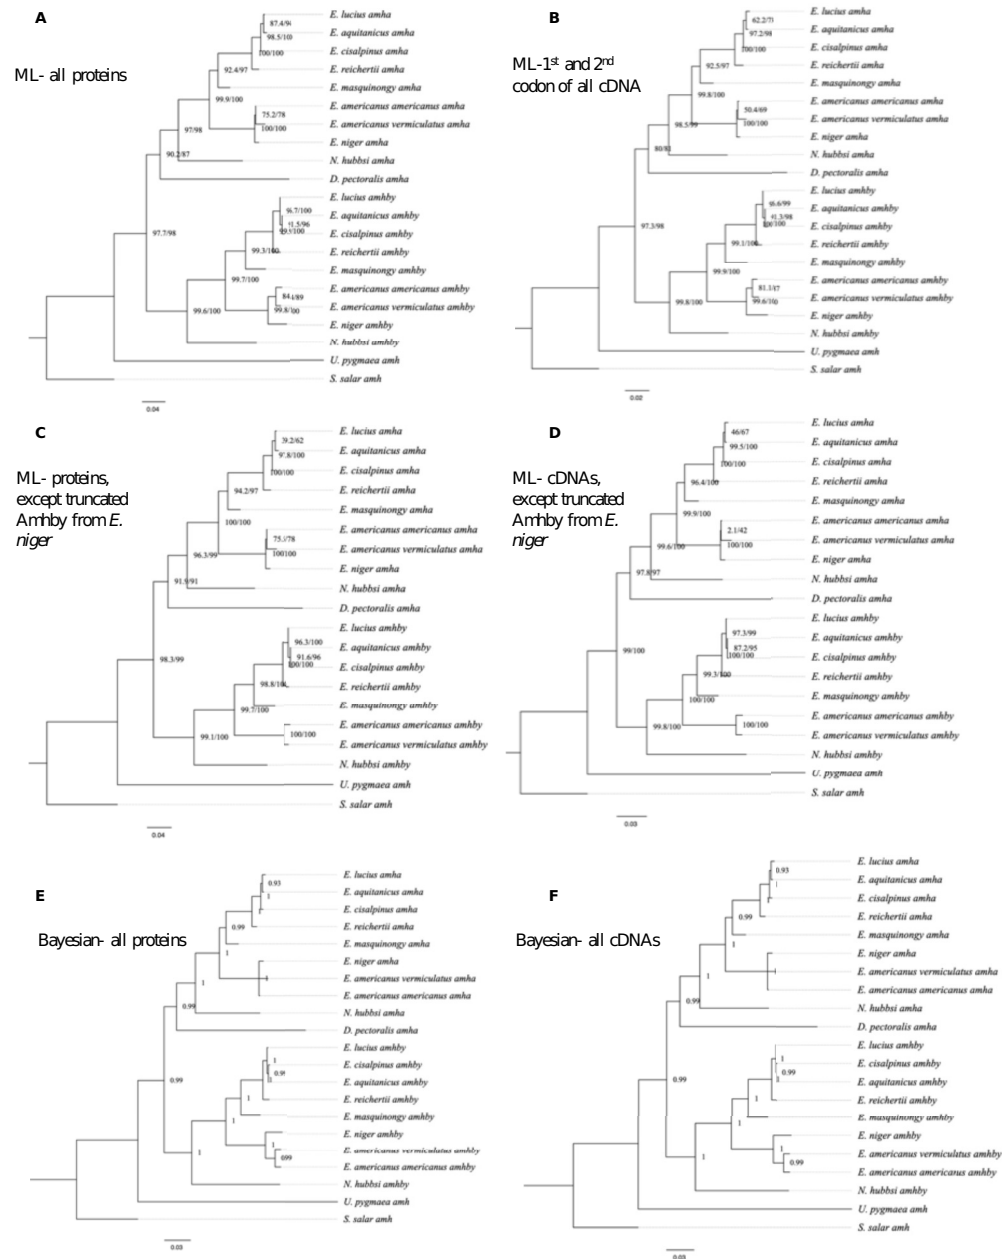 A
ML- all proteins
E. lucius amha
E. aquitanicus amha
E. cisalpinus amha
E. reichertii amha
E. masquinongy amha
E. americanus americanus amha
E. americanus vermiculatus amha
E. niger amha
N. hubbsi amha
D. pectoralis amha
E. lucius amhby
E. aquitanicus amhby
E. cisalpinus amhby
E. reichertii amhby
E. masquinongy amhby
E. americanus americanus amhby
E. americanus vermiculatus amhby
E. niger amhby
N. hubbsi amhby
U. pygmaea amh
S. salar amh
100/100
92.4/97
99.9/100
75.2/78
100/100
97/98
90.2/87
97.7/98
99.3/100
99.7/100
99.6/100
0.04
B
ML-1st and 2nd
codon of all cDNA
E. lucius amha
E. aquitanicus amha
E. cisalpinus amha
E. reichertii amha
E. masquinongy amha
E. americanus americanus amha
E. americanus vermiculatus amha
E. niger amha
N. hubbsi amha
D. pectoralis amha
E. lucius amhby
E. aquitanicus amhby
E. cisalpinus amhby
E. reichertii amhby
E. masquinongy amhby
E. americanus americanus amhby
E. americanus vermiculatus amhby
E. niger amhby
N. hubbsi amhby
U. pygmaea amh
S. salar amh
97.2/98
100/100
92.5/97
99.8/100
50.4/69
100/100
98.5/99
97.3/98
99.1/100
99.9/100
99.8/100
0.02
C
ML- proteins,
except truncated
Amhby from E.
niger
E. lucius amha
E. aquitanicus amha
E. cisalpinus amha
E. reichertii amha
E. masquinongy amha
E. americanus americanus amha
E. americanus vermiculatus amha
E. niger amha
N. hubbsi amha
D. pectoralis amha
E. lucius amhby
E. aquitanicus amhby
E. cisalpinus amhby
E. reichertii amhby
E. masquinongy amhby
E. americanus americanus amhby
E. americanus vermiculatus amhby
N. hubbsi amhby
U. pygmaea amh
S. salar amh
100/100
94.2/97
100/100
100/100
96.3/99
98.3/99
96.3/100
91.6/96
100/100
99.7/100
100/100
99.1/100
0.04
D
ML- cDNAs,
except truncated
Amhby from E.
niger
E. lucius amha
E. aquitanicus amha
E. cisalpinus amha
E. reichertii amha
E. masquinongy amha
E. americanus americanus amha
E. americanus vermiculatus amha
E. niger amha
N. hubbsi amha
D. pectoralis amha
E. lucius amhby
E. aquitanicus amhby
E. cisalpinus amhby
E. reichertii amhby
E. masquinongy amhby
E. americanus americanus amhby
E. americanus vermiculatus amhby
N. hubbsi amhby
U. pygmaea amh
S. salar amh
46/67
99.5/100
100/100
96.4/100
99.9/100
2.1/42
100/100
99.6/100
97.8/97
99/100
97.3/99
87.2/95
100/100
99.3/100
100/100
100/100
99.8/100
0.03
E
Bayesian- all proteins
E. lucius amha
E. aquitanicus amha
E. cisalpinus amha
E. reichertii amha
E. masquinongy amha
E. niger amha
E. americanus vermiculatus amha
E. americanus americanus amha
N. hubbsi amha
D. pectoralis amha
E. lucius amhby
E. cisalpinus amhby
E. aquitanicus amhby
E. reichertii amhby
E. masquinongy amhby
E. niger amhby
E. americanus vermiculatus amhby
E. americanus americanus amhby
N. hubbsi amhby
U. pygmaea amh
S. salar amh
0.93
1
0.99
1
1
0.99
0.99
1
1
1
1
1
1
0.03
F
Bayesian- all cDNAs
E. lucius amha
E. aquitanicus amha
E. cisalpinus amha
E. reichertii amha
E. masquinongy amha
E. niger amha
E. americanus vermiculatus amha
E. americanus americanus amha
N. hubbsi amha
D. pectoralis amha
E. lucius amhby
E. cisalpinus amhby
E. aquitanicus amhby
E. reichertii amhby
E. masquinongy amhby
E. niger amhby
E. americanus vermiculatus amhby
E. americanus americanus amhby
N. hubbsi amhby
U. pygmaea amh
S. salar amh
0.93
0.99
1
1
0.99
0.99
1
0.99
1
1
1
1
0.99
1
0.03